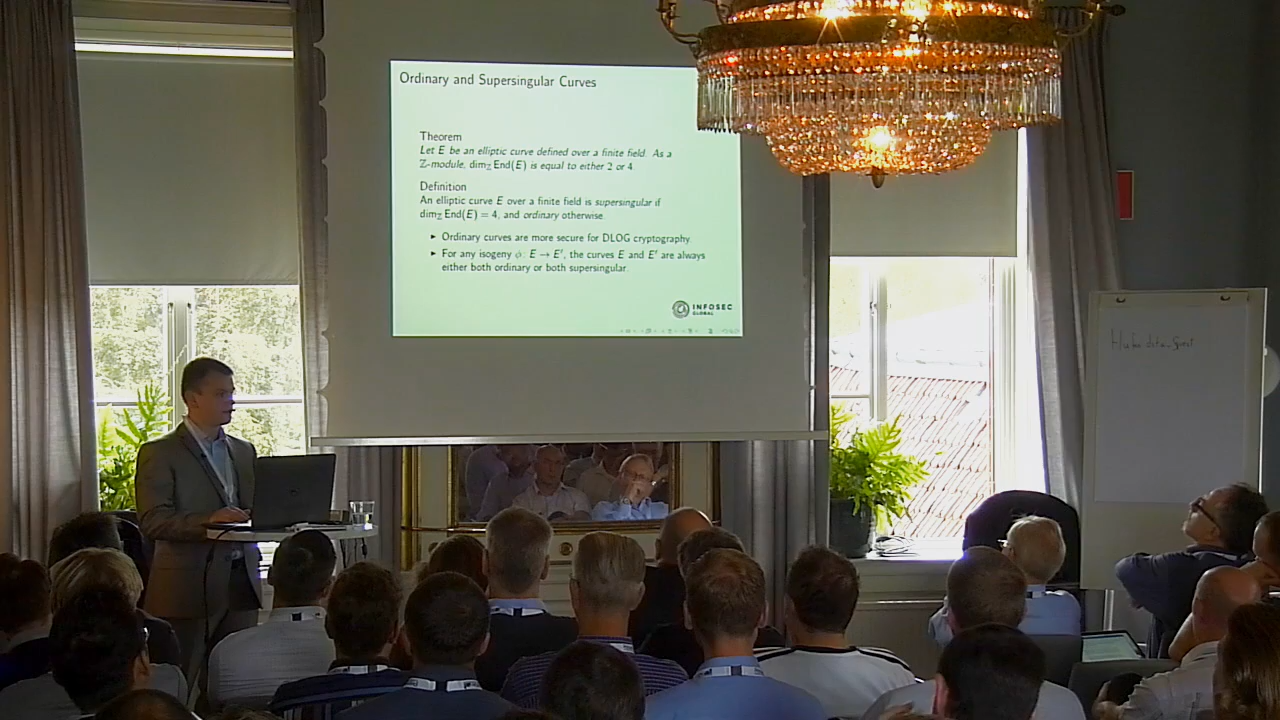 Ordinary and Supersingular Curves
Theorem
Let E be an elliptic curve defined over a finite field. As a
ℤ-module, dim_ℤ End(E) is equal to either 2 or 4.
Definition
An elliptic curve E over a finite field is supersingular if
dim_ℤ End(E) = 4, and ordinary otherwise.
▸ Ordinary curves are more secure for DLOG cryptography.
▸ For any isogeny ϕ: E → E′, the curves E and E′ are always
either both ordinary or both supersingular.
INFOSEC
GLOBAL